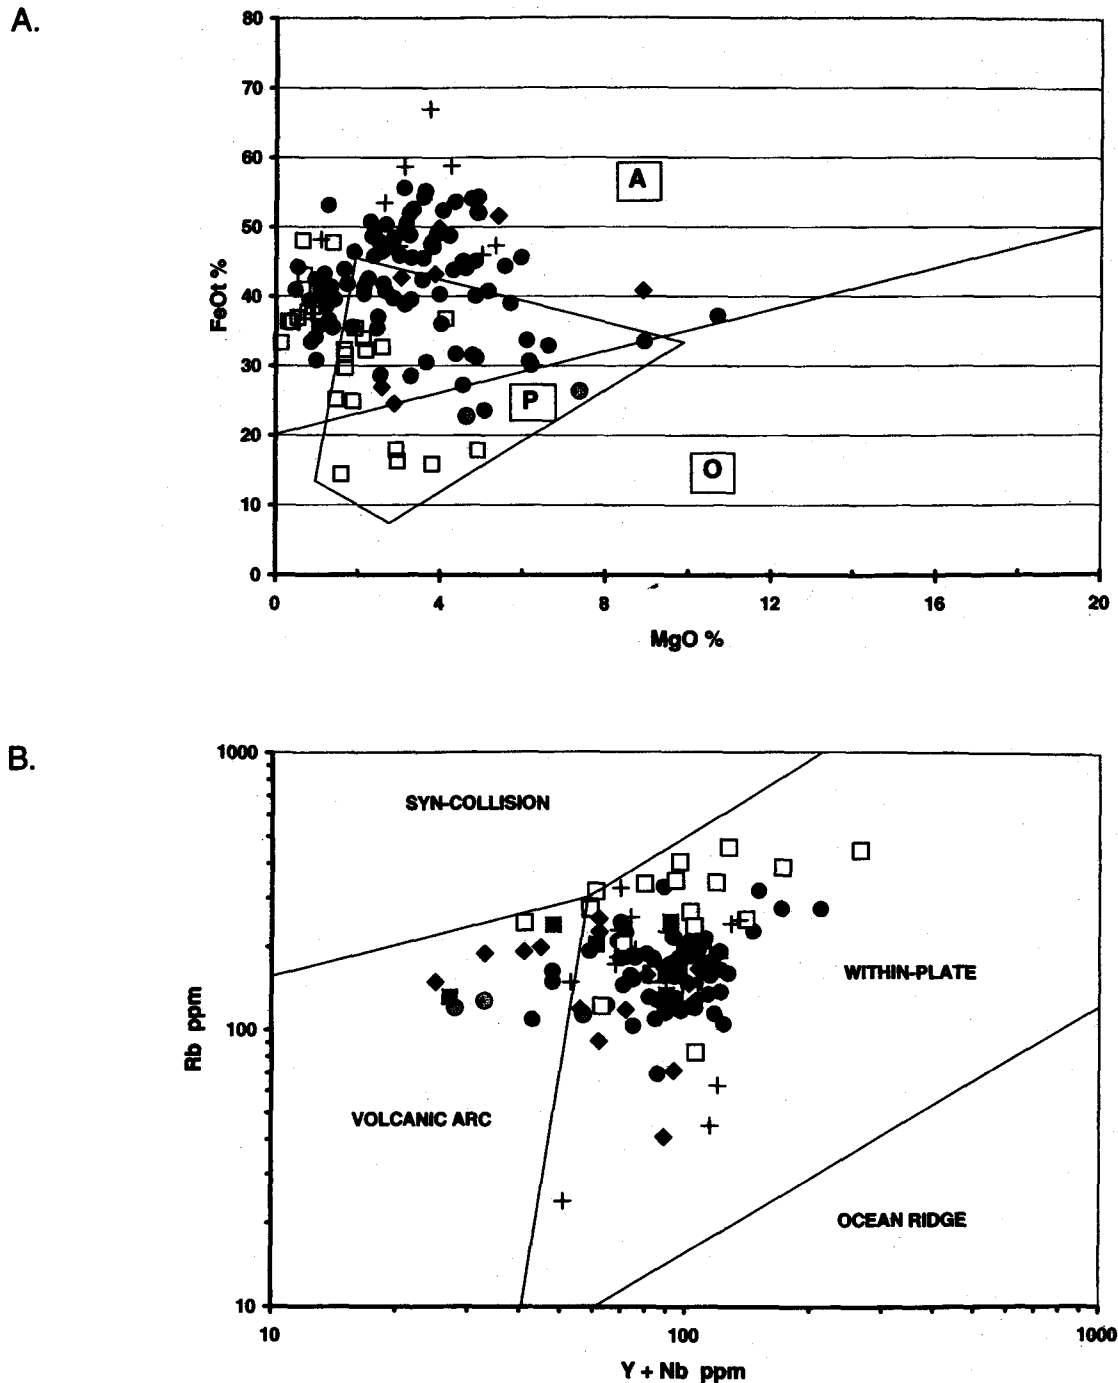 A.
80
70
60
50
40
30
20
10
0
FeOt %
A
P
O
0 4 8 12 16 20
MgO %
B.
1000
100
10
Rb ppm
SYN-COLLISION
WITHIN-PLATE
VOLCANIC ARC
OCEAN RIDGE
10 100 1000
Y + Nb ppm